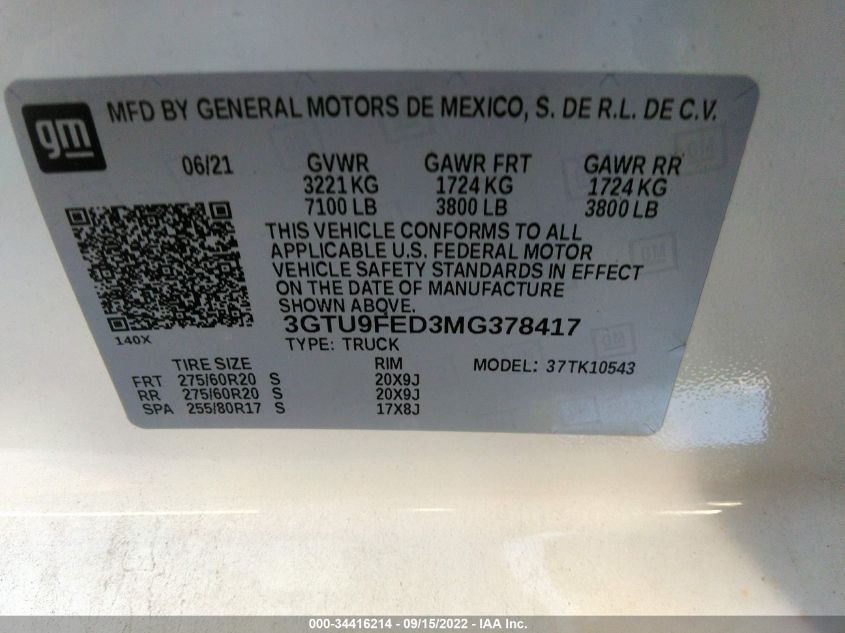 gm
MFD BY GENERAL MOTORS DE MEXICO, S. DE R.L. DE C.V.
06/21 GVWR GAWR FRT GAWR RR
3221 KG 1724 KG 1724 KG
7100 LB 3800 LB 3800 LB
THIS VEHICLE CONFORMS TO ALL
APPLICABLE U.S. FEDERAL MOTOR
VEHICLE SAFETY STANDARDS IN EFFECT
ON THE DATE OF MANUFACTURE
SHOWN ABOVE.
140X
3GTU9FED3MG378417
TYPE: TRUCK
TIRE SIZE RIM MODEL: 37TK10543
FRT 275/60R20 S 20X9J
RR 275/60R20 S 20X9J
SPA 255/80R17 S 17X8J
000-34416214 - 09/15/2022 - IAA Inc.